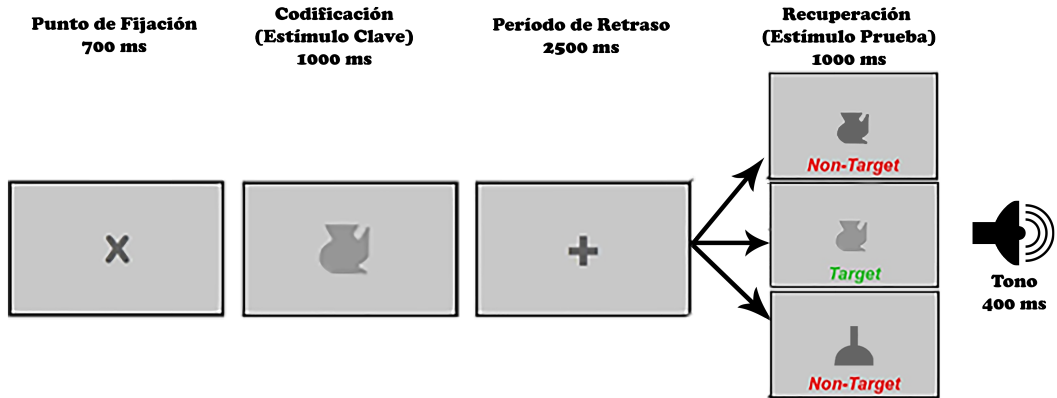 Punto de Fijación
700 ms
Codificación
(Estímulo Clave)
1000 ms
Período de Retraso
2500 ms
Recuperación
(Estímulo Prueba)
1000 ms
Non-Target
Target
Non-Target
Tono
400 ms